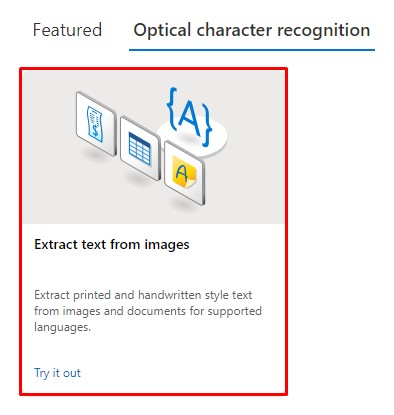 Featured Optical character recognition
{A}
$
A
Extract text from images
Extract printed and handwritten style text
from images and documents for supported
languages.
Try it out